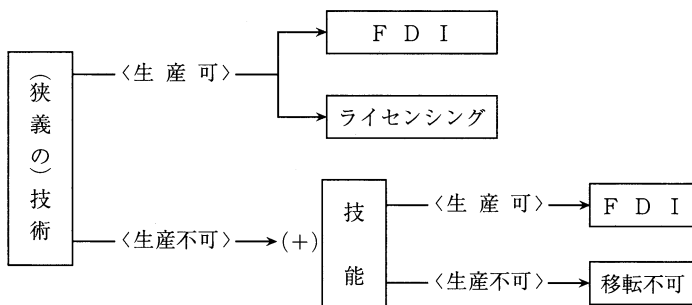 (狭義の)技術
〈生産可〉
FDI
ライセンシング
〈生産不可〉
(+)
技能
〈生産可〉
FDI
〈生産不可〉
移転不可